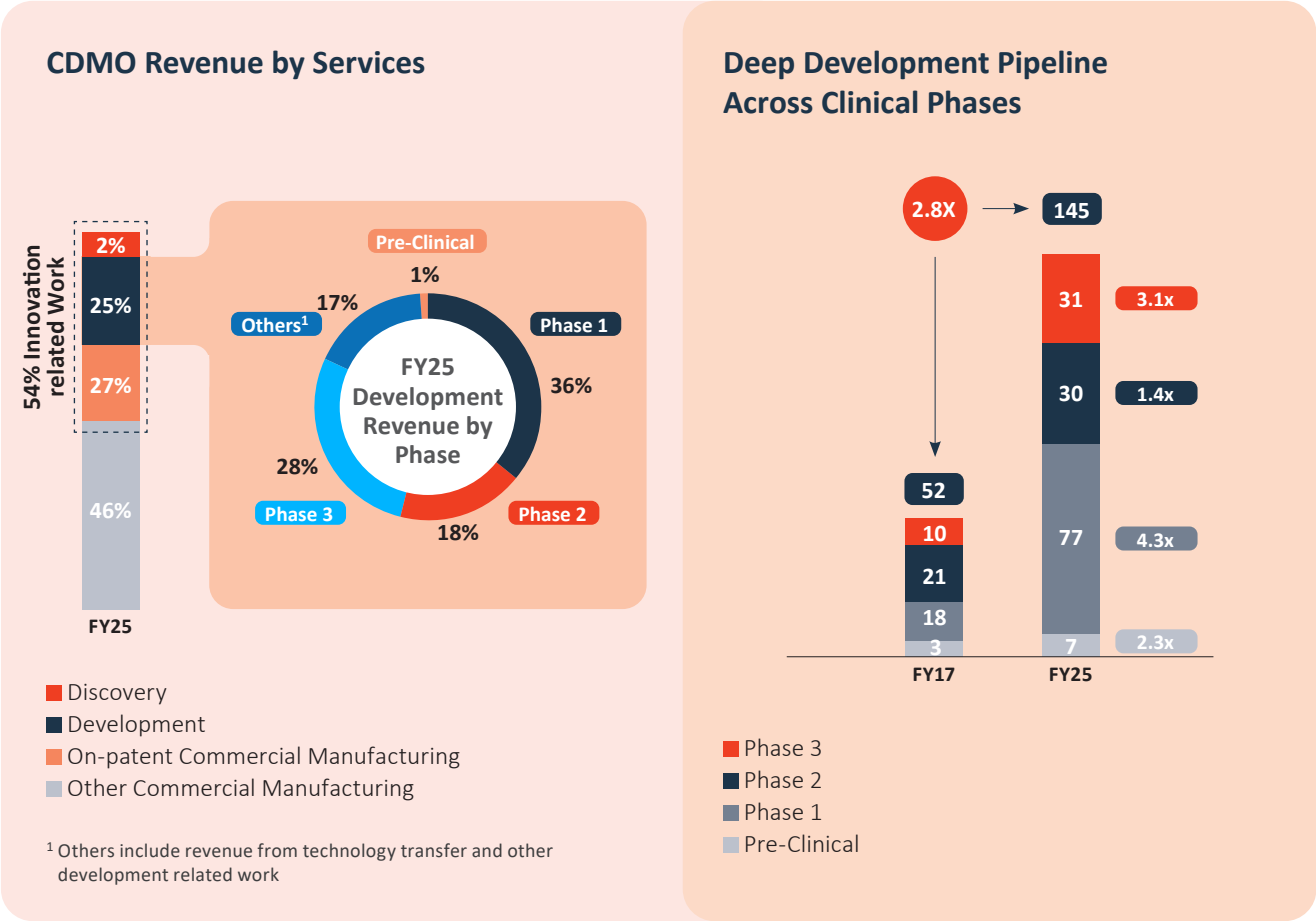 CDMO Revenue by Services
54% Innovation
related Work
2%
25%
27%
46%
FY25
Pre-Clinical
1%
17%
Others¹
Phase 1
36%
FY25
Development
Revenue by
Phase
28%
Phase 3
Phase 2
18%
Discovery
Development
On-patent Commercial Manufacturing
Other Commercial Manufacturing
¹ Others include revenue from technology transfer and other
development related work
Deep Development Pipeline
Across Clinical Phases
2.8X
145
31
3.1x
30
1.4x
52
10
77
4.3x
21
18
3
7
2.3x
FY17
FY25
Phase 3
Phase 2
Phase 1
Pre-Clinical